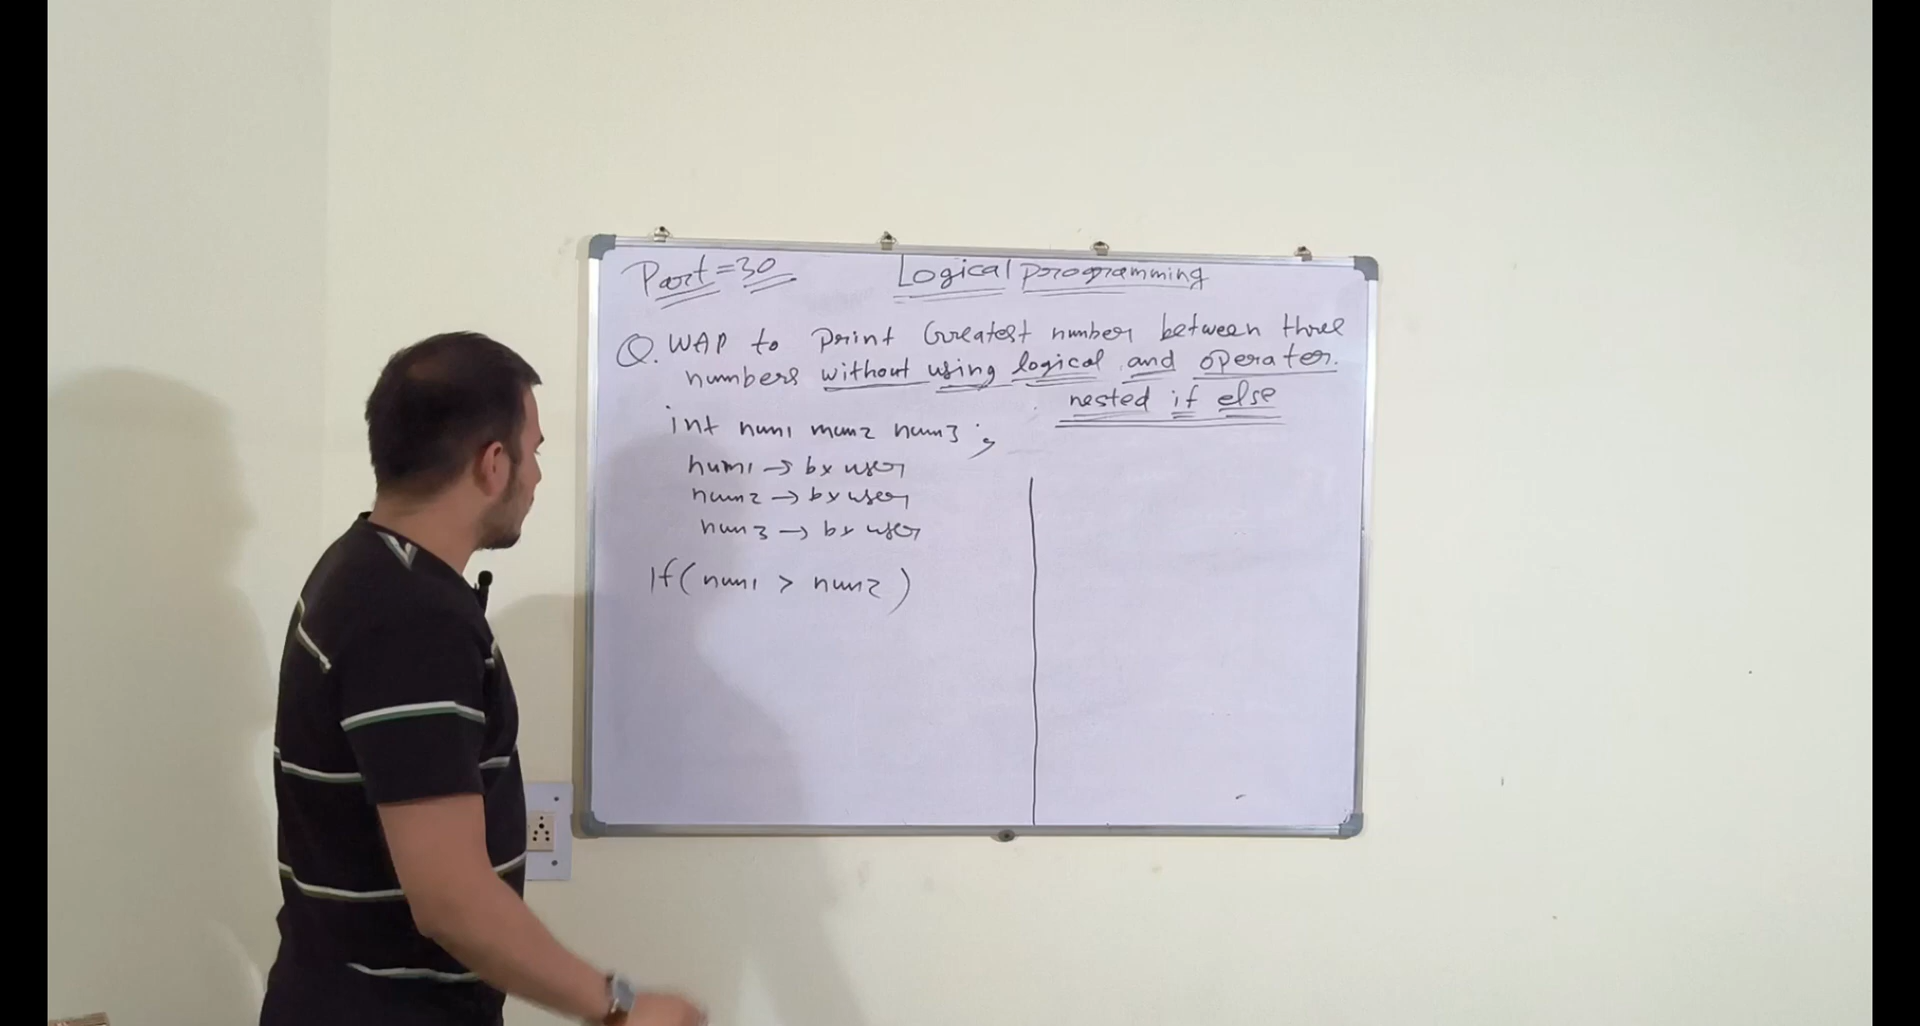 Part=30
Logical programming
Q. WAP to print Greatest number between three
numbers without using logical and operator.
nested if else
int num1 num2 num3 ;
num1 → by user
num2 → by user
num3 → by user
If ( num1 > num2 )